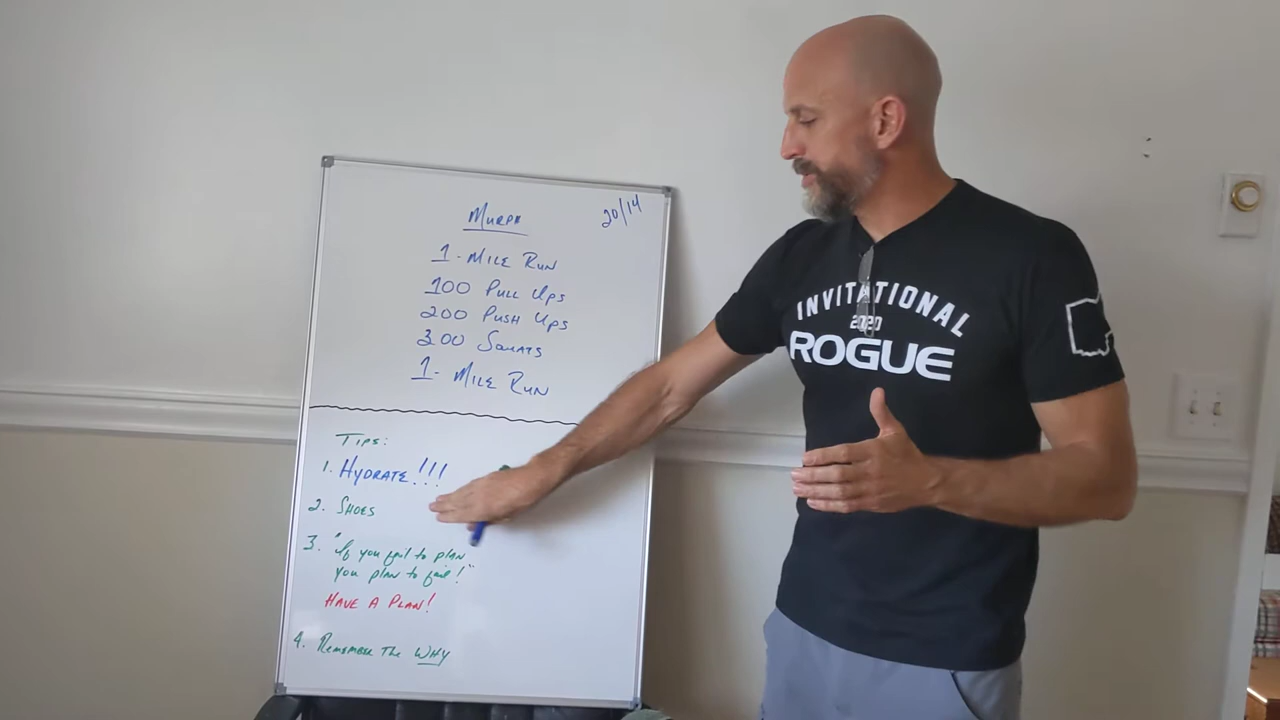 MURPH
20/14
1-MILE RUN
100 PULL UPS
200 PUSH UPS
300 SQUATS
1-MILE RUN
TIPS:
1. HYDRATE!!!
2. SHOES
3. "If you fail to plan
you plan to fail!"
HAVE A PLAN!
4. REMEMBER THE WHY
INVITATIONAL
2020
ROGUE